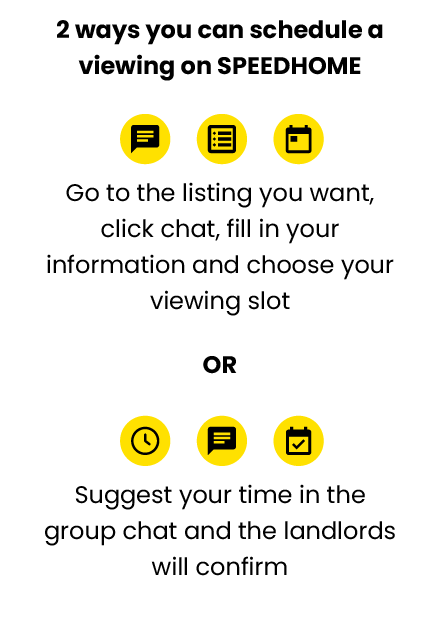 2 ways you can schedule a
viewing on SPEEDHOME
Go to the listing you want,
click chat, fill in your
information and choose your
viewing slot
OR
Suggest your time in the
group chat and the landlords
will confirm